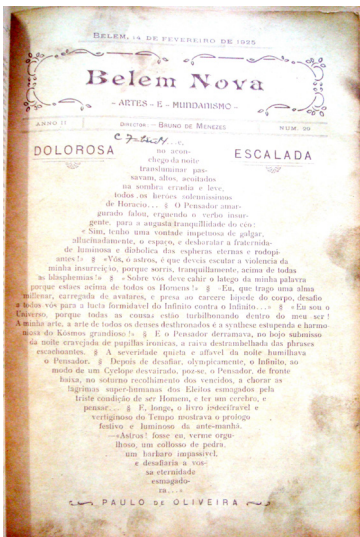 BELEM, 14 DE FEVEREIRO DE 1925
Belem Nova
- ARTES - E - MUNDANISMO -
ANNO II
DIRECTOR - BRUNO DE MENEZES
NUM. 29
DOLOROSA
ESCALADA
...e,
no acon-
chego da noite
transluminar pas-
savam, altos, acoitados
na sombra erradia e leve,
todos os heróes solemnissimos
de Horacio... § O Pensador amar-
gurado falou, erguendo o verbo insur-
gente, para a augusta tranquillidade do céu:
« Sim, tenho uma vontade impetuosa de galgar,
allucinadamente, o espaço, e desbaratar a fraternida-
de luminosa e diabolica das espheras eternas e rodopi-
antes!» § «Vós, ó astros, é que deveis escutar a violencia da
minha insurreição, porque sorris, tranquillamente, acima de todas
as blasphemias!» § «Sobre vós deve cahir o latego da minha palavra
porque estaes acima de todos os Homens!» § «Eu, que trago uma alma
millenar, carregada de avatares, e presa ao carcere lépode do corpo, desafio
a todos vós para a lucta formidavel do Infinito contra o Infinito...» § «Eu sou o
Universo, porque todas as cousas estão turbilhonando dentro do meu ser!
A minha arte, a arte de todos os deuses desthronados é a synthese estupenda e harmo-
niosa do Kósmos grandioso!» § E o Pensador derramava, no bojo submisso
da noite cravejada de pupillas ironicas, a raiva destrambelhada das phrases
escachoantes. § A severidade quieta e affavel da noite humilhava
o Pensador. § Depois de desafiar, olympicamente, o Infinito, ao
modo de um Cyclope desvairado, poz-se, o Pensador, de fronte
baixa, no soturno recolhimento dos vencidos, a chorar as
lagrimas super-humanas dos Eleitos esmagados pela
triste condição de ser Homem, e ter um cerebro, e
pensar.... § E, longe, o livro indecifravel e
vertiginoso do Tempo mostrava o prologo
festivo e luminoso da ante-manhã.
—«Astros! fosse eu, verme orgu-
lhoso, um collosso de pedra,
um barbaro impassivel,
e desafiaria a vos-
sa eternidade
esmagado-
ra...»
PAULO DE OLIVEIRA